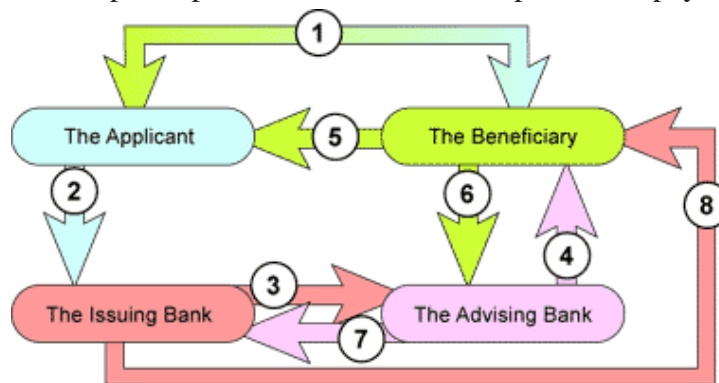 1
The Applicant
5
The Beneficiary
2
6
8
4
3
The Issuing Bank
The Advising Bank
7